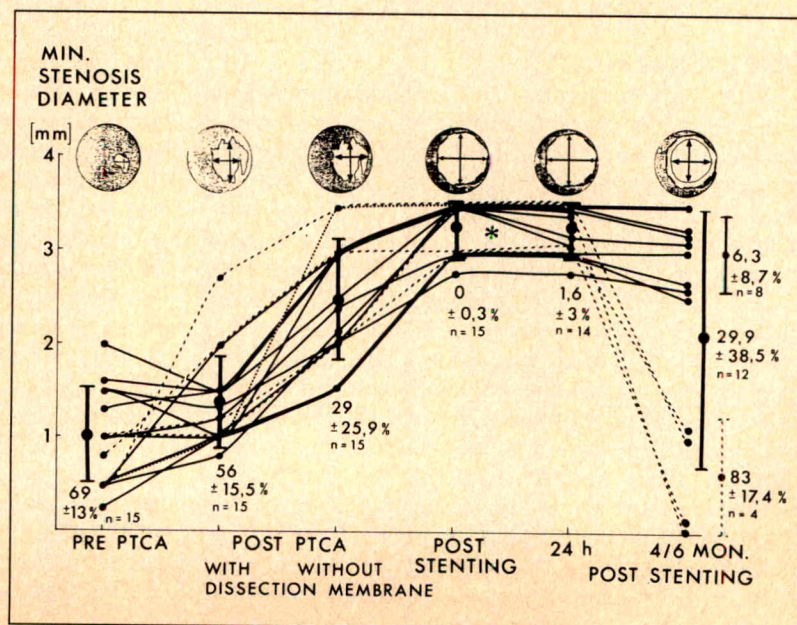 MIN.
STENOSIS
DIAMETER
[mm]
4
3
2
1
69
±13% n=15
56
±15,5%
n=15
29
±25,9%
n=15
*
0
±0,3%
n=15
1,6
±3%
n=14
6,3
±8,7%
n=8
29,9
±38,5%
n=12
83
±17,4%
n=4
PRE PTCA
POST PTCA
WITH WITHOUT
DISSECTION MEMBRANE
POST
STENTING
24 h
4/6 MON.
POST STENTING